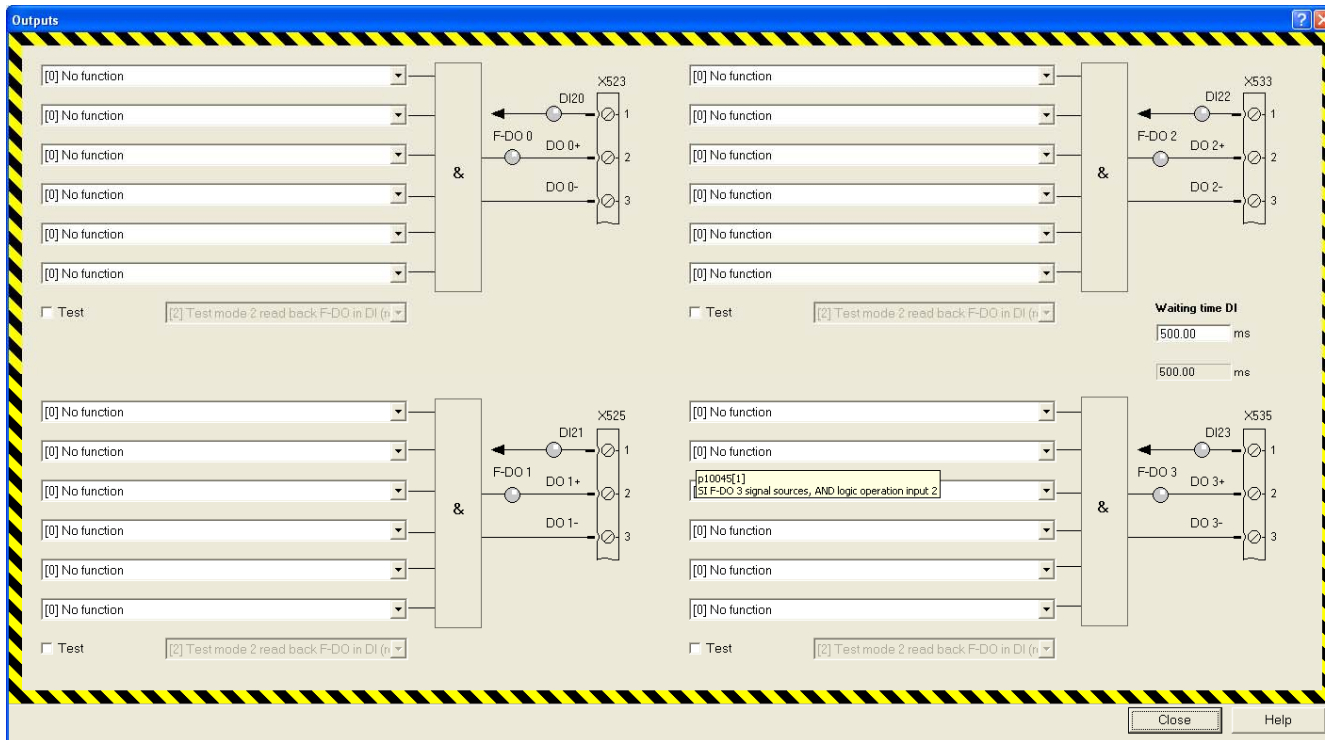 Outputs
[0] No function
[0] No function
[0] No function
[0] No function
[0] No function
[0] No function
&
F-DO 0
X523
DI20
1
DO 0+
2
DO 0-
3
Test
[2] Test mode 2 read back F-DO in DI (r
[0] No function
[0] No function
[0] No function
[0] No function
[0] No function
[0] No function
&
F-DO 2
X533
DI22
1
DO 2+
2
DO 2-
3
Test
[2] Test mode 2 read back F-DO in DI (r
Waiting time DI
500.00 ms
500.00 ms
[0] No function
[0] No function
[0] No function
[0] No function
[0] No function
[0] No function
&
F-DO 1
X525
DI21
1
DO 1+
2
DO 1-
3
Test
[2] Test mode 2 read back F-DO in DI (r
[0] No function
[0] No function
p10045[1]
SI F-DO 3 signal sources, AND logic operation input 2
[0] No function
[0] No function
[0] No function
&
F-DO 3
X535
DI23
1
DO 3+
2
DO 3-
3
Test
[2] Test mode 2 read back F-DO in DI (r
Close
Help